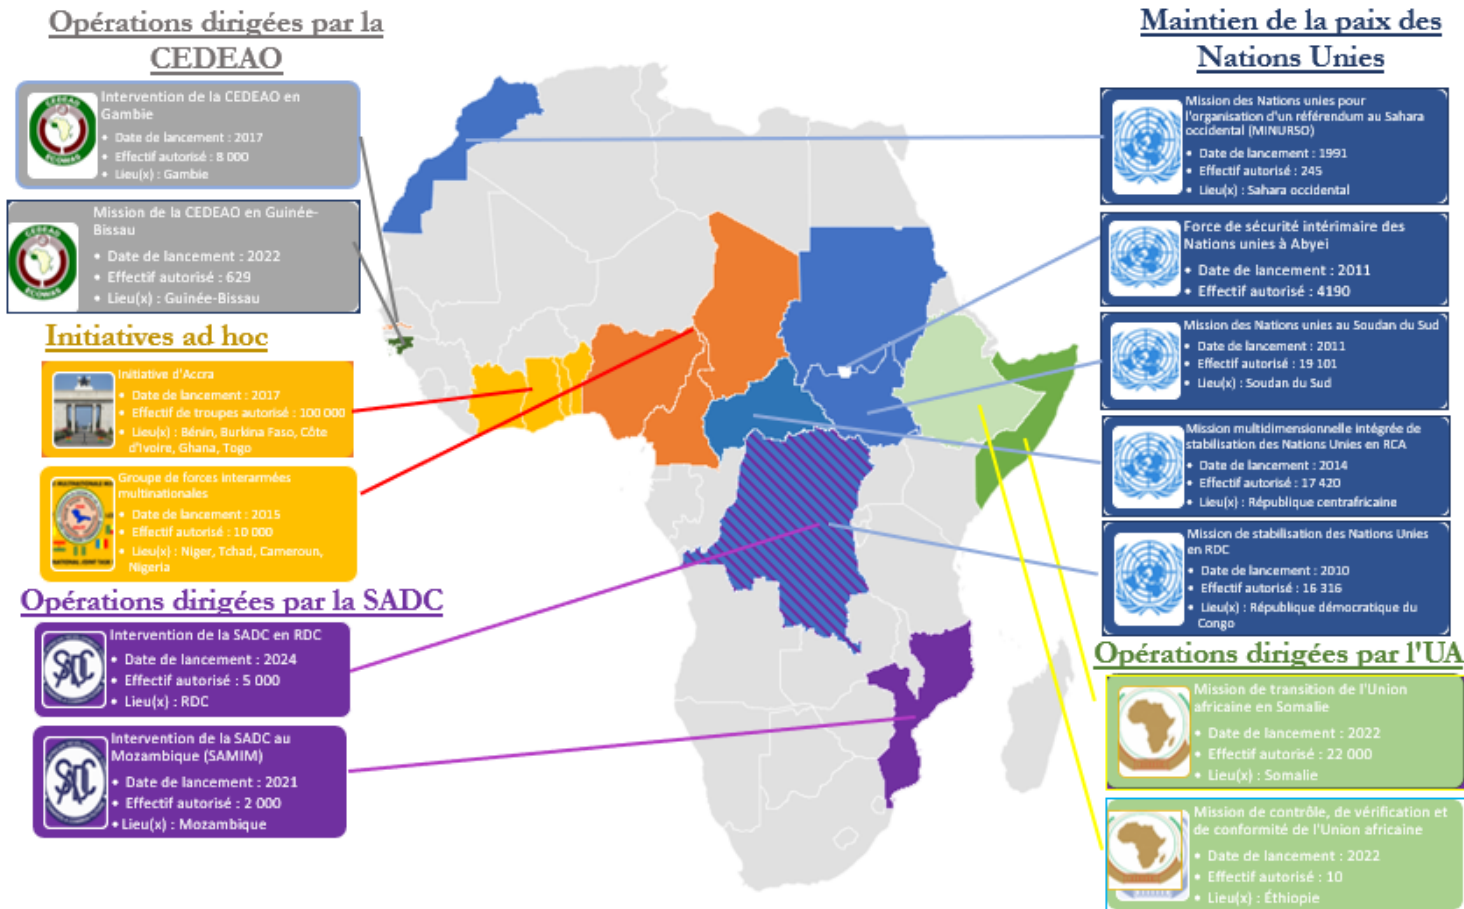 Opérations dirigées par la
CEDEAO
Intervention de la CEDEAO en
Gambie
• Date de lancement : 2017
• Effectif autorisé : 8 000
• Lieu(x) : Gambie
CEDEAO
ECOWAS
Mission de la CEDEAO en Guinée-
Bissau
• Date de lancement : 2022
• Effectif autorisé : 629
• Lieu(x) : Guinée-Bissau
CEDEAO
ECOWAS
Initiatives ad hoc
Initiative d'Accra
• Date de lancement : 2017
• Effectif de troupes autorisé : 100 000
• Lieu(x) : Bénin, Burkina Faso, Côte
d'Ivoire, Ghana, Togo
Groupe de forces interarmées
multinationales
• Date de lancement : 2015
• Effectif autorisé : 10 000
• Lieu(x) : Niger, Tchad, Cameroun,
Nigeria
Opérations dirigées par la SADC
Intervention de la SADC en RDC
• Date de lancement : 2024
• Effectif autorisé : 5 000
• Lieu(x) : RDC
SADC
Intervention de la SADC au
Mozambique (SAMIM)
• Date de lancement : 2021
• Effectif autorisé : 2 000
• Lieu(x) : Mozambique
SADC
Maintien de la paix des
Nations Unies
Mission des Nations unies pour
l'organisation d'un référendum au Sahara
occidental (MINURSO)
• Date de lancement : 1991
• Effectif autorisé : 245
• Lieu(x) : Sahara occidental
Force de sécurité intérimaire des
Nations unies à Abyei
• Date de lancement : 2011
• Effectif autorisé : 4190
Mission des Nations unies au Soudan du Sud
• Date de lancement : 2011
• Effectif autorisé : 19 101
• Lieu(x) : Soudan du Sud
Mission multidimensionnelle intégrée de
stabilisation des Nations Unies en RCA
• Date de lancement : 2014
• Effectif autorisé : 17 420
• Lieu(x) : République centrafricaine
Mission de stabilisation des Nations Unies
en RDC
• Date de lancement : 2010
• Effectif autorisé : 16 316
• Lieu(x) : République démocratique du
Congo
Opérations dirigées par l'UA
Mission de transition de l'Union
africaine en Somalie
• Date de lancement : 2022
• Effectif autorisé : 22 000
• Lieu(x) : Somalie
Mission de contrôle, de vérification et
de conformité de l'Union africaine
• Date de lancement : 2022
• Effectif autorisé : 10
• Lieu(x) : Éthiopie